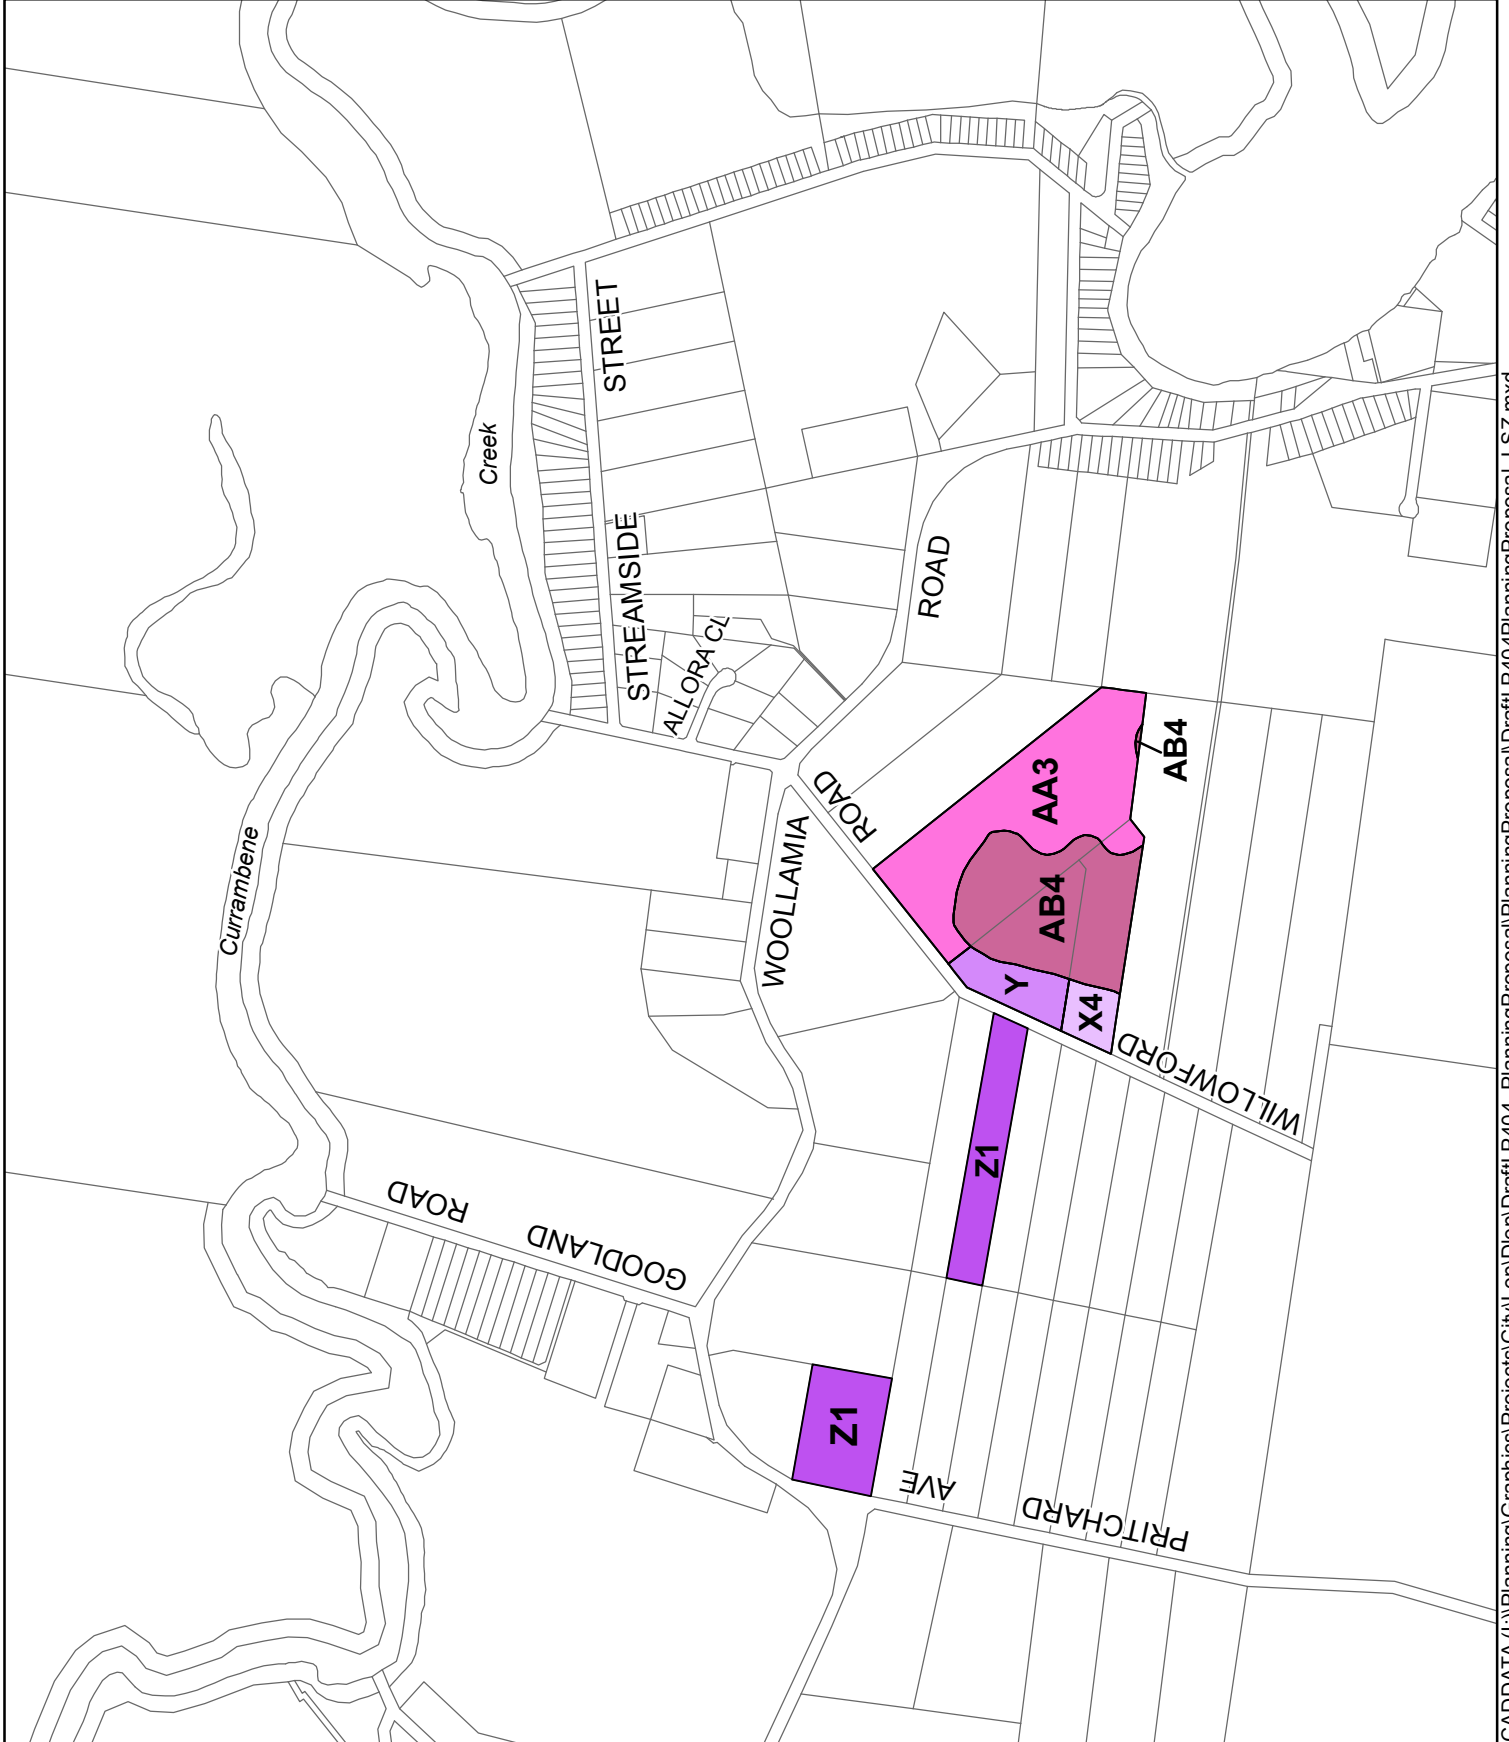 Creek
STREET
STREAMSIDE
ALLORA CL
ROAD
Currambene
WOOLLAMIA
ROAD
AA3
AB4
AB4
Y
X4
Z1
WILLOWFORD
ROAD
GOODLAND
Z1
AVE
PRITCHARD